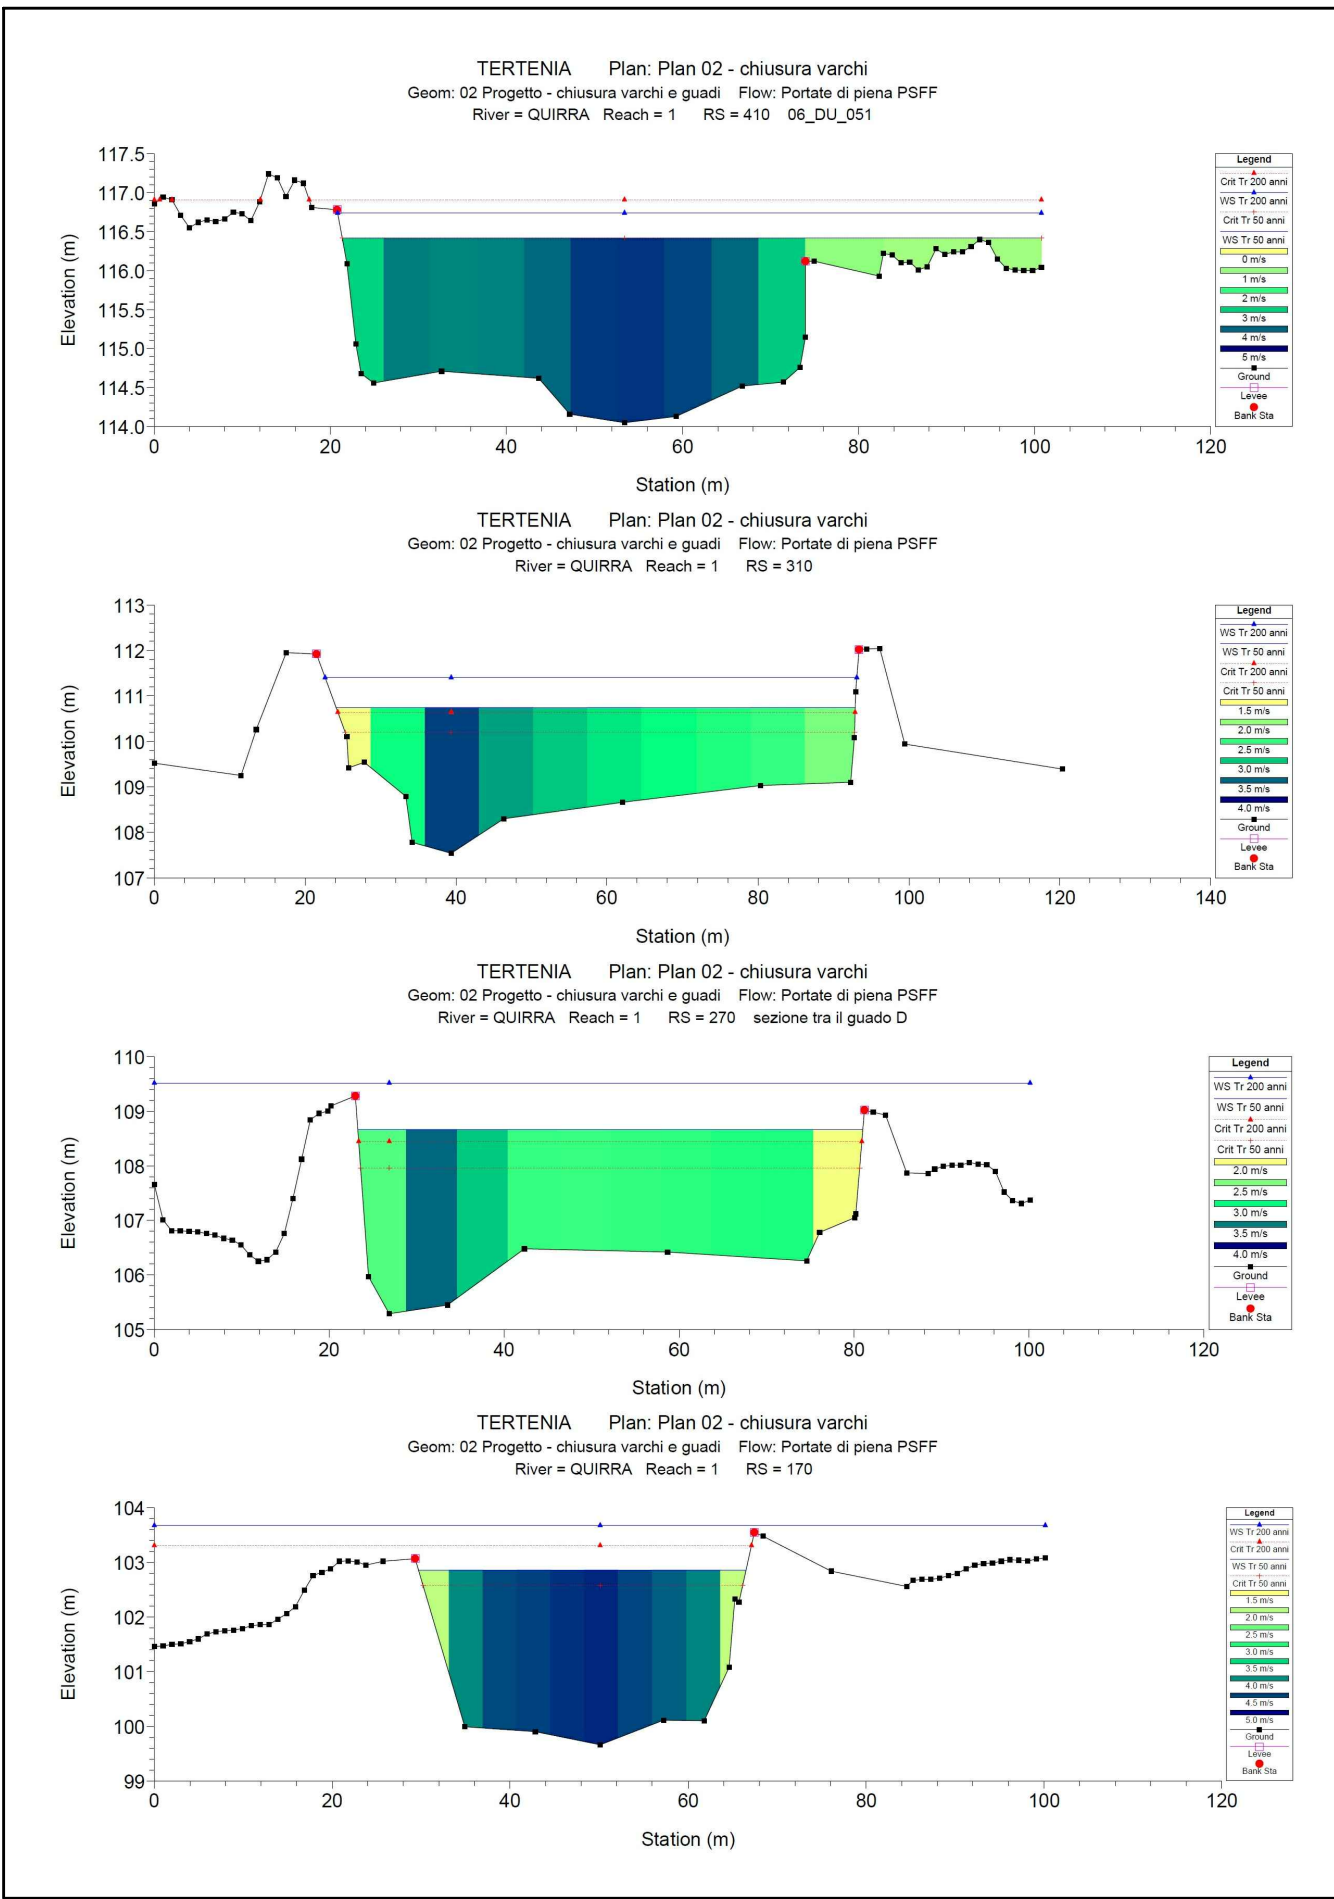 TERTENIA Plan: Plan 02 - chiusura varchi
Geom: 02 Progetto - chiusura varchi e guadi Flow: Portate di piena PSFF
River = QUIRRA Reach = 1 RS = 410 06_DU_051
117.5
117.0
116.5
116.0
115.5
115.0
114.5
114.0
Elevation (m)
0 20 40 60 80 100 120
Station (m)
Legend
Crit Tr 200 anni
WS Tr 200 anni
Crit Tr 50 anni
WS Tr 50 anni
0 m/s
1 m/s
2 m/s
3 m/s
4 m/s
5 m/s
Ground
Levee
Bank Sta
TERTENIA Plan: Plan 02 - chiusura varchi
Geom: 02 Progetto - chiusura varchi e guadi Flow: Portate di piena PSFF
River = QUIRRA Reach = 1 RS = 310
113
112
111
110
109
108
107
Elevation (m)
0 20 40 60 80 100 120 140
Station (m)
Legend
WS Tr 200 anni
WS Tr 50 anni
Crit Tr 200 anni
Crit Tr 50 anni
1.5 m/s
2.0 m/s
2.5 m/s
3.0 m/s
3.5 m/s
4.0 m/s
Ground
Levee
Bank Sta
TERTENIA Plan: Plan 02 - chiusura varchi
Geom: 02 Progetto - chiusura varchi e guadi Flow: Portate di piena PSFF
River = QUIRRA Reach = 1 RS = 270 sezione tra il guado D
110
109
108
107
106
105
Elevation (m)
0 20 40 60 80 100 120
Station (m)
Legend
WS Tr 200 anni
WS Tr 50 anni
Crit Tr 200 anni
Crit Tr 50 anni
2.0 m/s
2.5 m/s
3.0 m/s
3.5 m/s
4.0 m/s
Ground
Levee
Bank Sta
TERTENIA Plan: Plan 02 - chiusura varchi
Geom: 02 Progetto - chiusura varchi e guadi Flow: Portate di piena PSFF
River = QUIRRA Reach = 1 RS = 170
104
103
102
101
100
99
Elevation (m)
0 20 40 60 80 100 120
Station (m)
Legend
WS Tr 200 anni
Crit Tr 200 anni
WS Tr 50 anni
Crit Tr 50 anni
1.5 m/s
2.0 m/s
2.5 m/s
3.0 m/s
3.5 m/s
4.0 m/s
4.5 m/s
5.0 m/s
Ground
Levee
Bank Sta